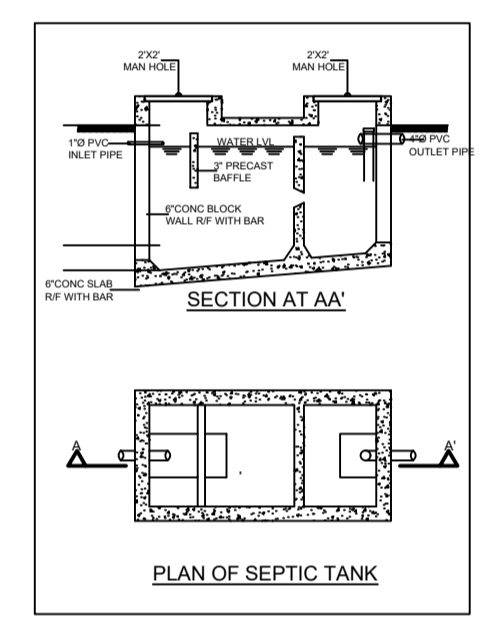 2'X2'
MAN HOLE
2'X2'
MAN HOLE
1"Ø PVC
INLET PIPE
WATER LVL
4"Ø PVC
OUTLET PIPE
3" PRECAST
BAFFLE
6"CONC BLOCK
WALL R/F WITH BAR
6"CONC SLAB
R/F WITH BAR
SECTION AT AA'
A
A'
PLAN OF SEPTIC TANK